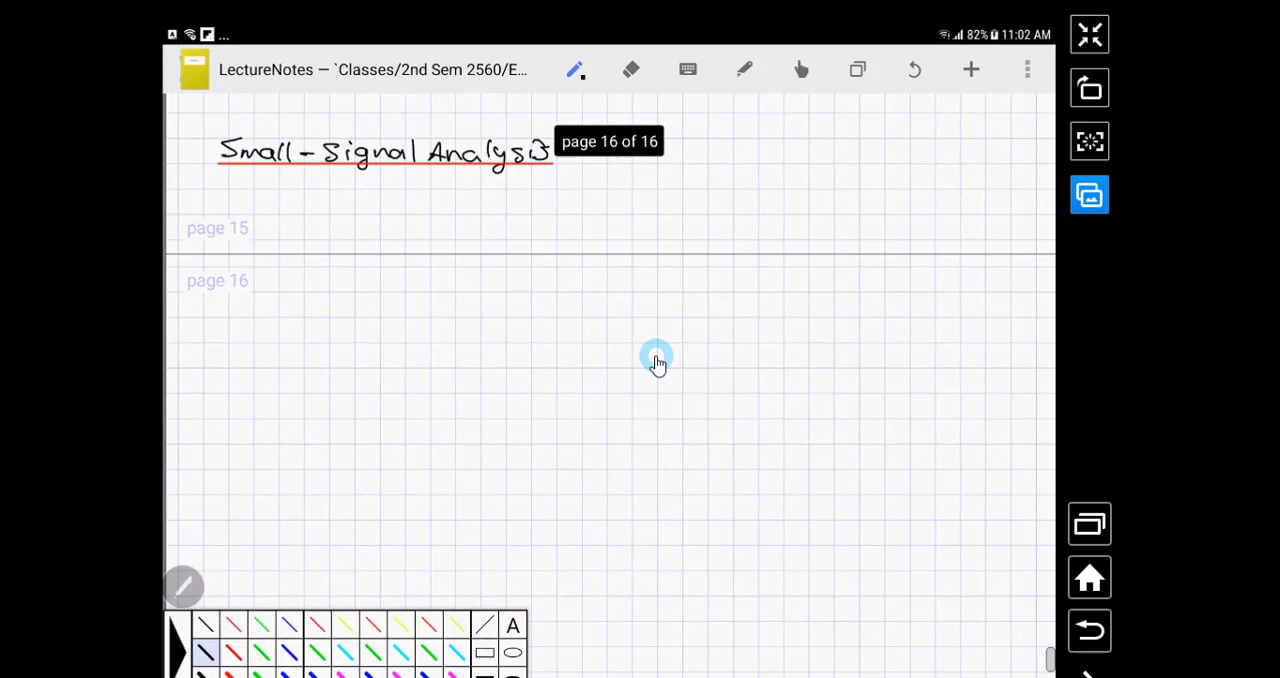 ... 82% 11:02 AM
LectureNotes — `Classes/2nd Sem 2560/E...
Small-Signal Analysis
page 16 of 16
page 15
page 16
A